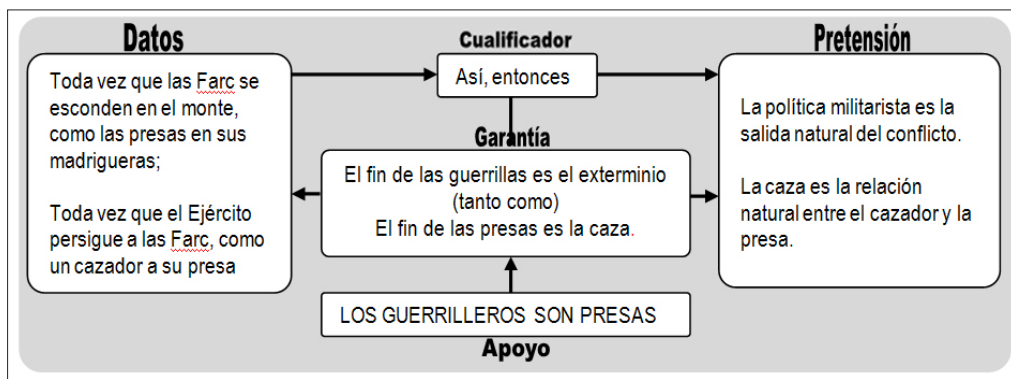 Datos
Toda vez que las Farc se
esconden en el monte,
como las presas en sus
madrigueras;
Toda vez que el Ejército
persigue a las Farc, como
un cazador a su presa
Cualificador
Así, entonces
Garantía
El fin de las guerrillas es el exterminio
(tanto como)
El fin de las presas es la caza.
LOS GUERRILLEROS SON PRESAS
Apoyo
Pretensión
La política militarista es la
salida natural del conflicto.
La caza es la relación
natural entre el cazador y la
presa.